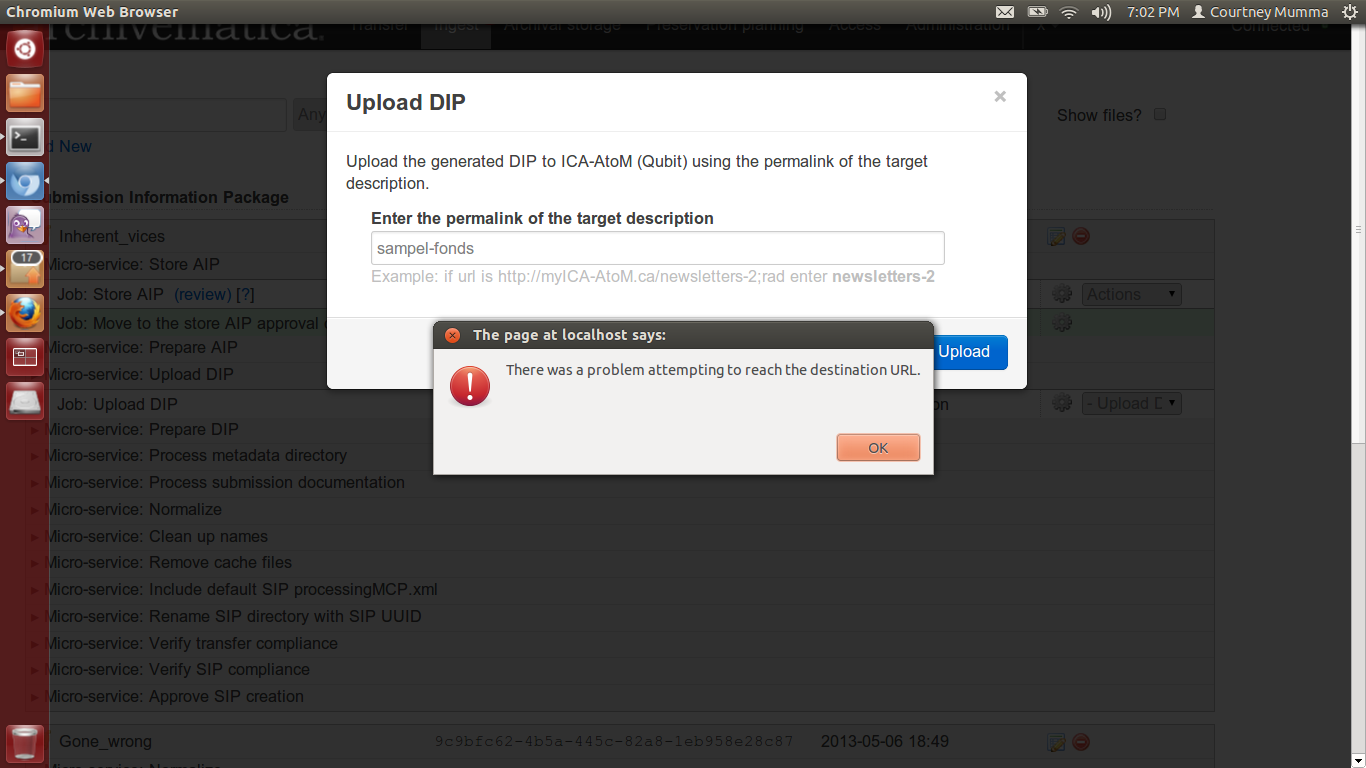 Chromium Web Browser
7:02 PM Courtney Mumma
Transfer Ingest Archival storage Preservation planning Access Administration Connected
Upload DIP ×
Any
Show files?
New
Upload the generated DIP to ICA-AtoM (Qubit) using the permalink of the target
description.
Submission Information Package
Enter the permalink of the target description
sampel-fonds
Inherent_vices
Micro-service: Store AIP
Example: if url is http://myICA-AtoM.ca/newsletters-2;rad enter newsletters-2
17
Job: Store AIP (review) [?]
Actions
Job: Move to the store AIP approval
The page at localhost says:
Micro-service: Prepare AIP
Upload
There was a problem attempting to reach the destination URL.
Micro-service: Upload DIP
Job: Upload DIP
- Upload D
Micro-service: Prepare DIP
OK
Micro-service: Process metadata directory
Micro-service: Process submission documentation
Micro-service: Normalize
Micro-service: Clean up names
Micro-service: Remove cache files
Micro-service: Include default SIP processingMCP.xml
Micro-service: Rename SIP directory with SIP UUID
Micro-service: Verify transfer compliance
Micro-service: Verify SIP compliance
Micro-service: Approve SIP creation
Gone_wrong 9c9bfc62-4b5a-445c-82a8-1eb958e28c87 2013-05-06 18:49
Micro-service: Normalize